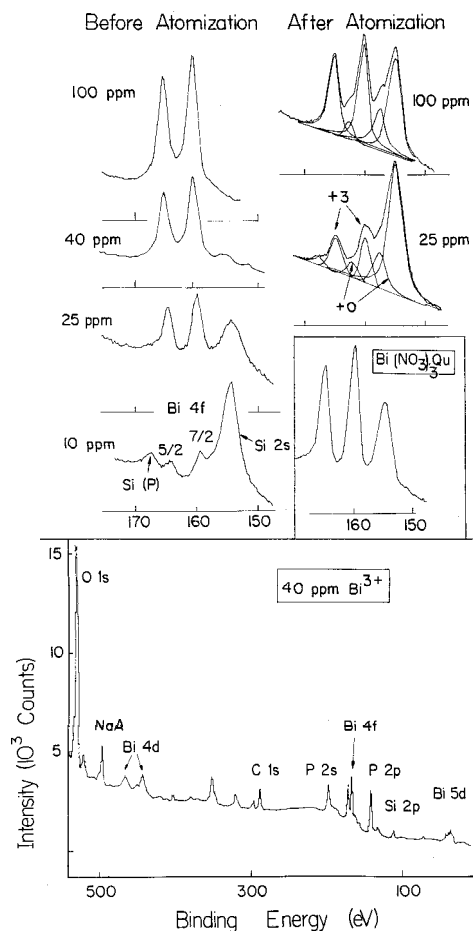 Before Atomization
After Atomization
100 ppm
100 ppm
40 ppm
+3
25 ppm
+0
25 ppm
Bi (NO3)3 Qu
Bi 4f
7/2
Si 2s
10 ppm
5/2
Si (P)
170 160 150
160 150
15
O 1s
40 ppm Bi3+
Intensity (10^3 Counts)
NaA
Bi 4d
5
C 1s
P 2s
Bi 4f
P 2p
Si 2p
Bi 5d
500 300 100
Binding Energy (eV)